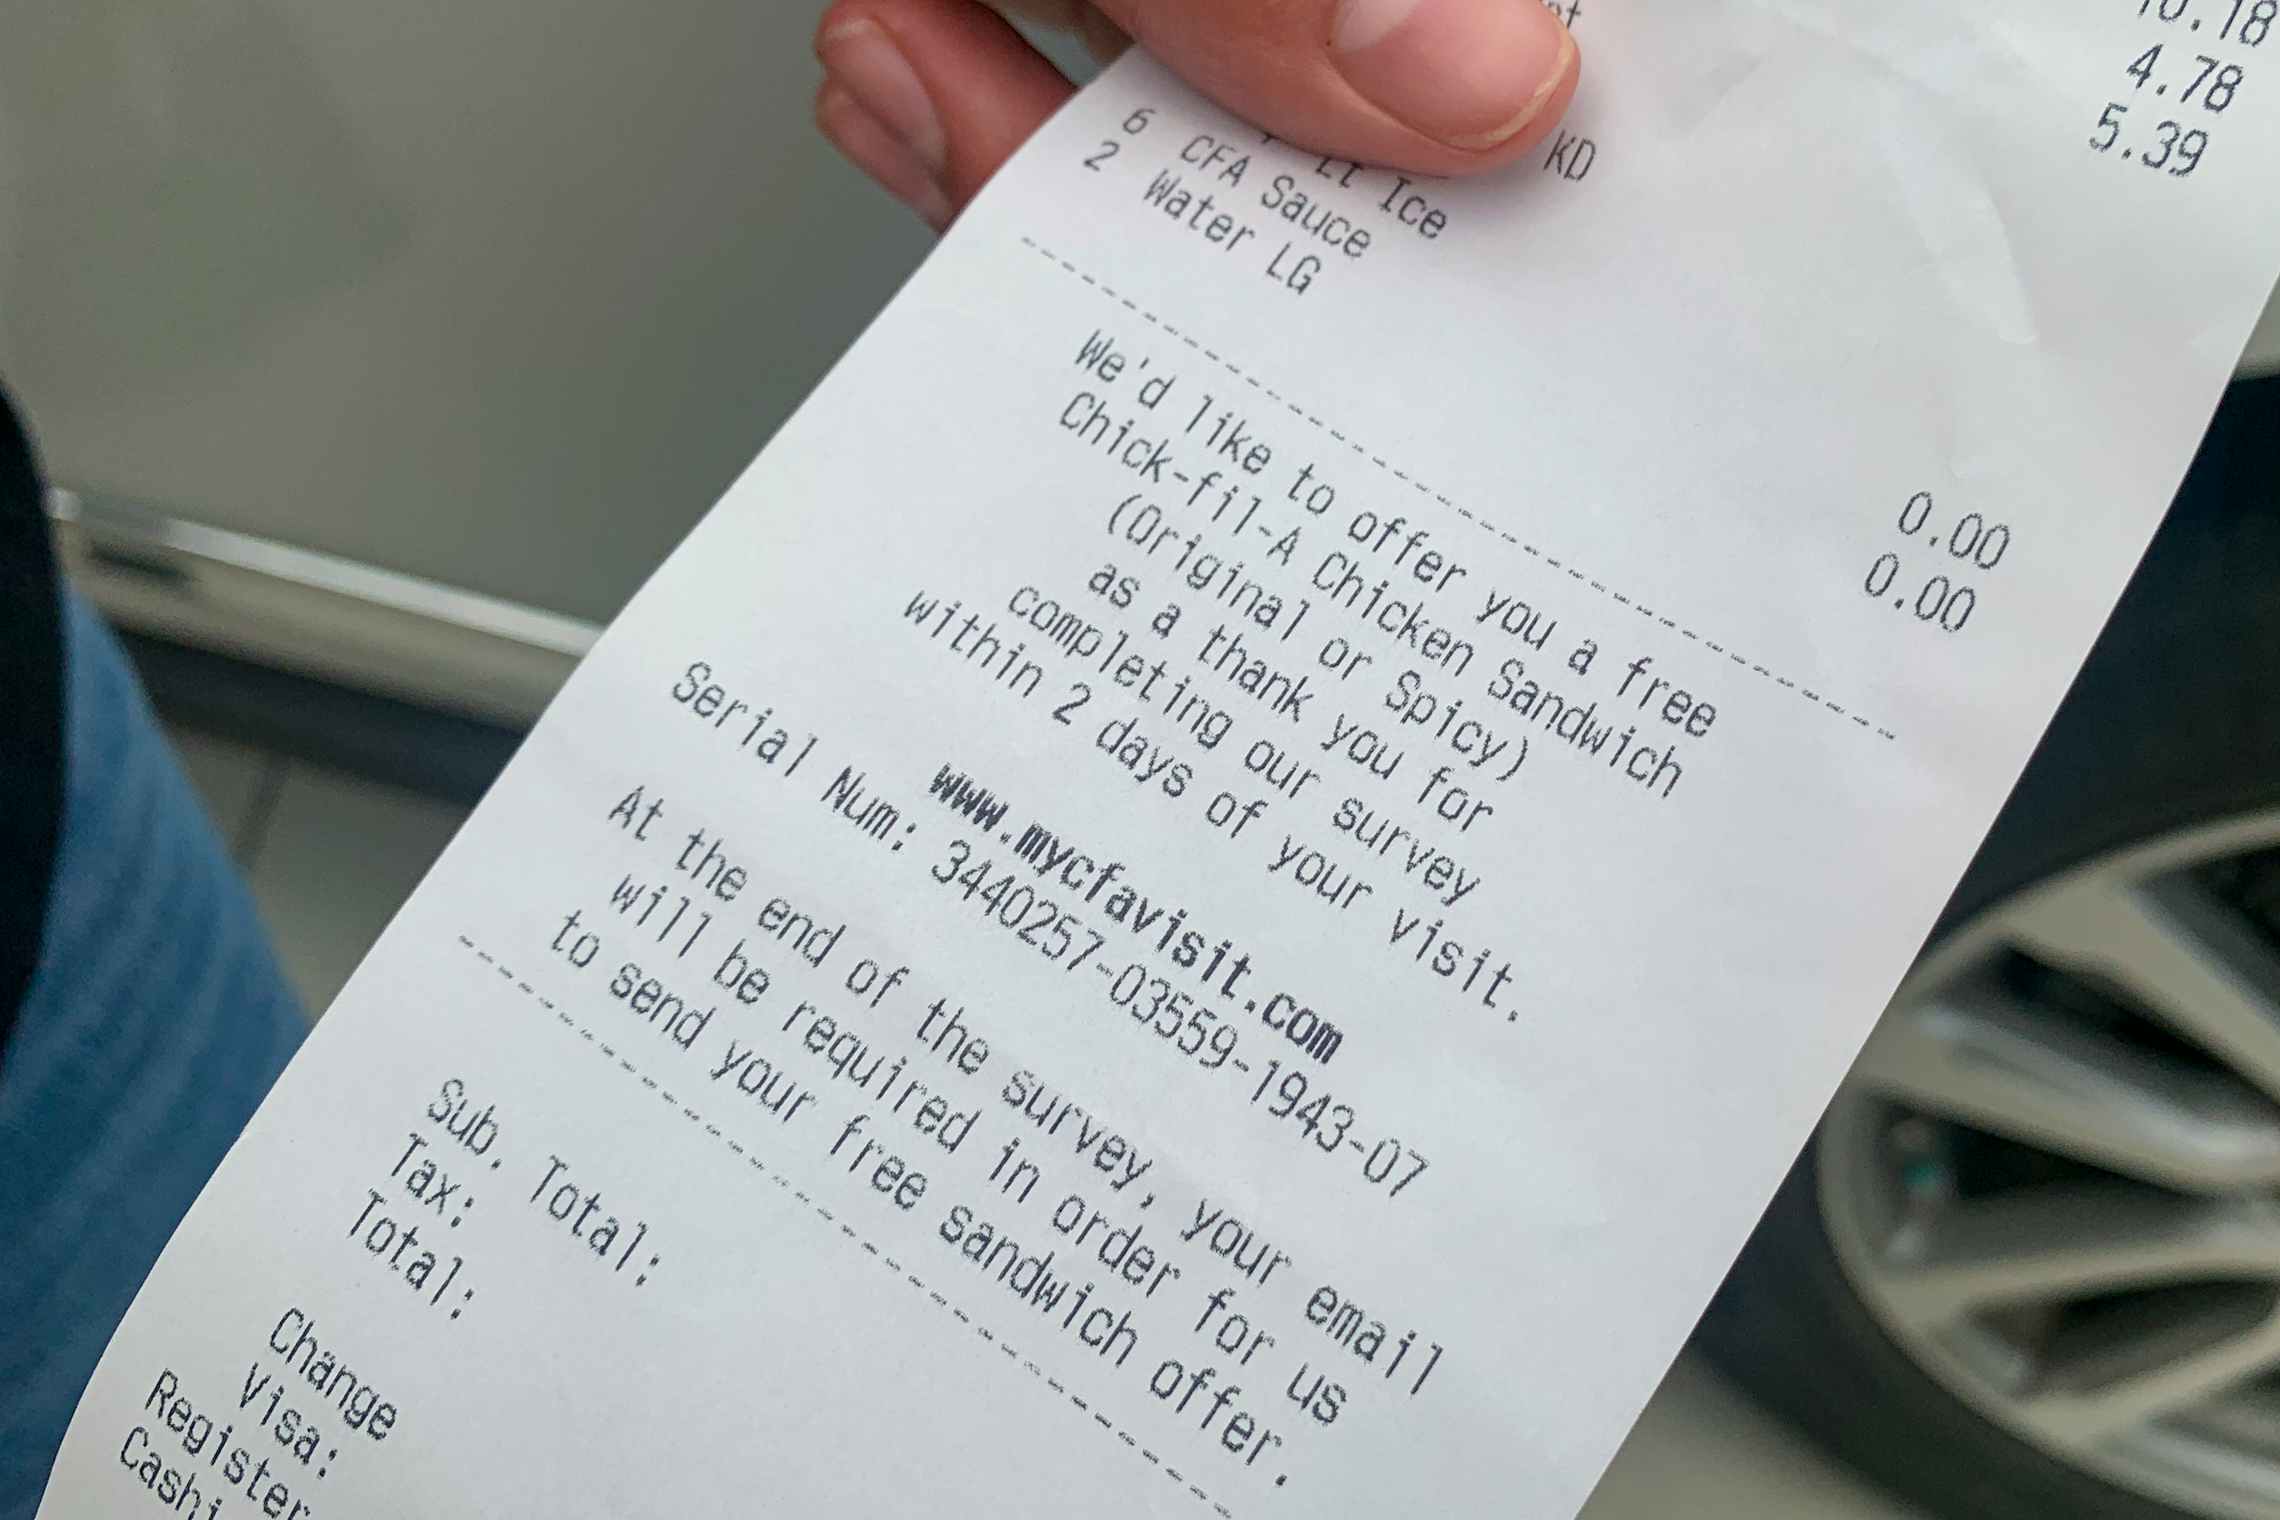 4.78
5.39
KD
Lt Ice
6 CFA Sauce 0.00
2 Water LG 0.00
We'd like to offer you a free
Chick-fil-A Chicken Sandwich
(Original or Spicy)
as a thank you for
completing our survey
within 2 days of your visit.
www.mycfavisit.com
Serial Num: 3440257-03559-1943-07
At the end of the survey, your email
will be required in order for us
to send your free sandwich offer.
Sub. Total:
Tax:
Total:
Change
Visa:
Register